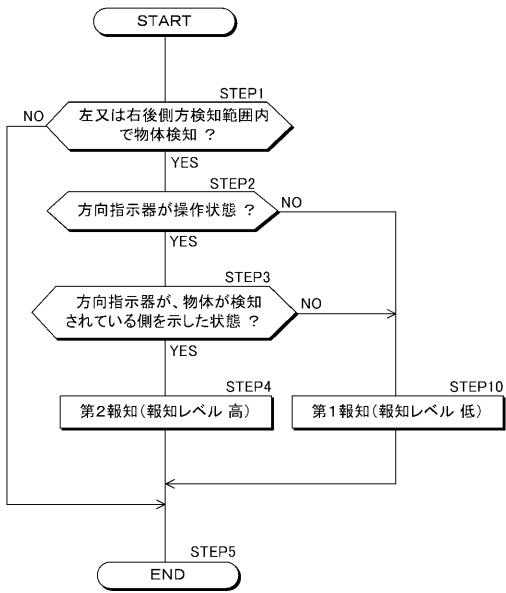 START
STEP1
NO
左又は右後側方検知範囲内
で物体検知 ？
YES
STEP2
方向指示器が操作状態 ？
NO
YES
STEP3
方向指示器が、物体が検知
されている側を示した状態 ？
NO
YES
STEP4
第２報知（報知レベル 高）
STEP10
第１報知（報知レベル 低）
STEP5
END